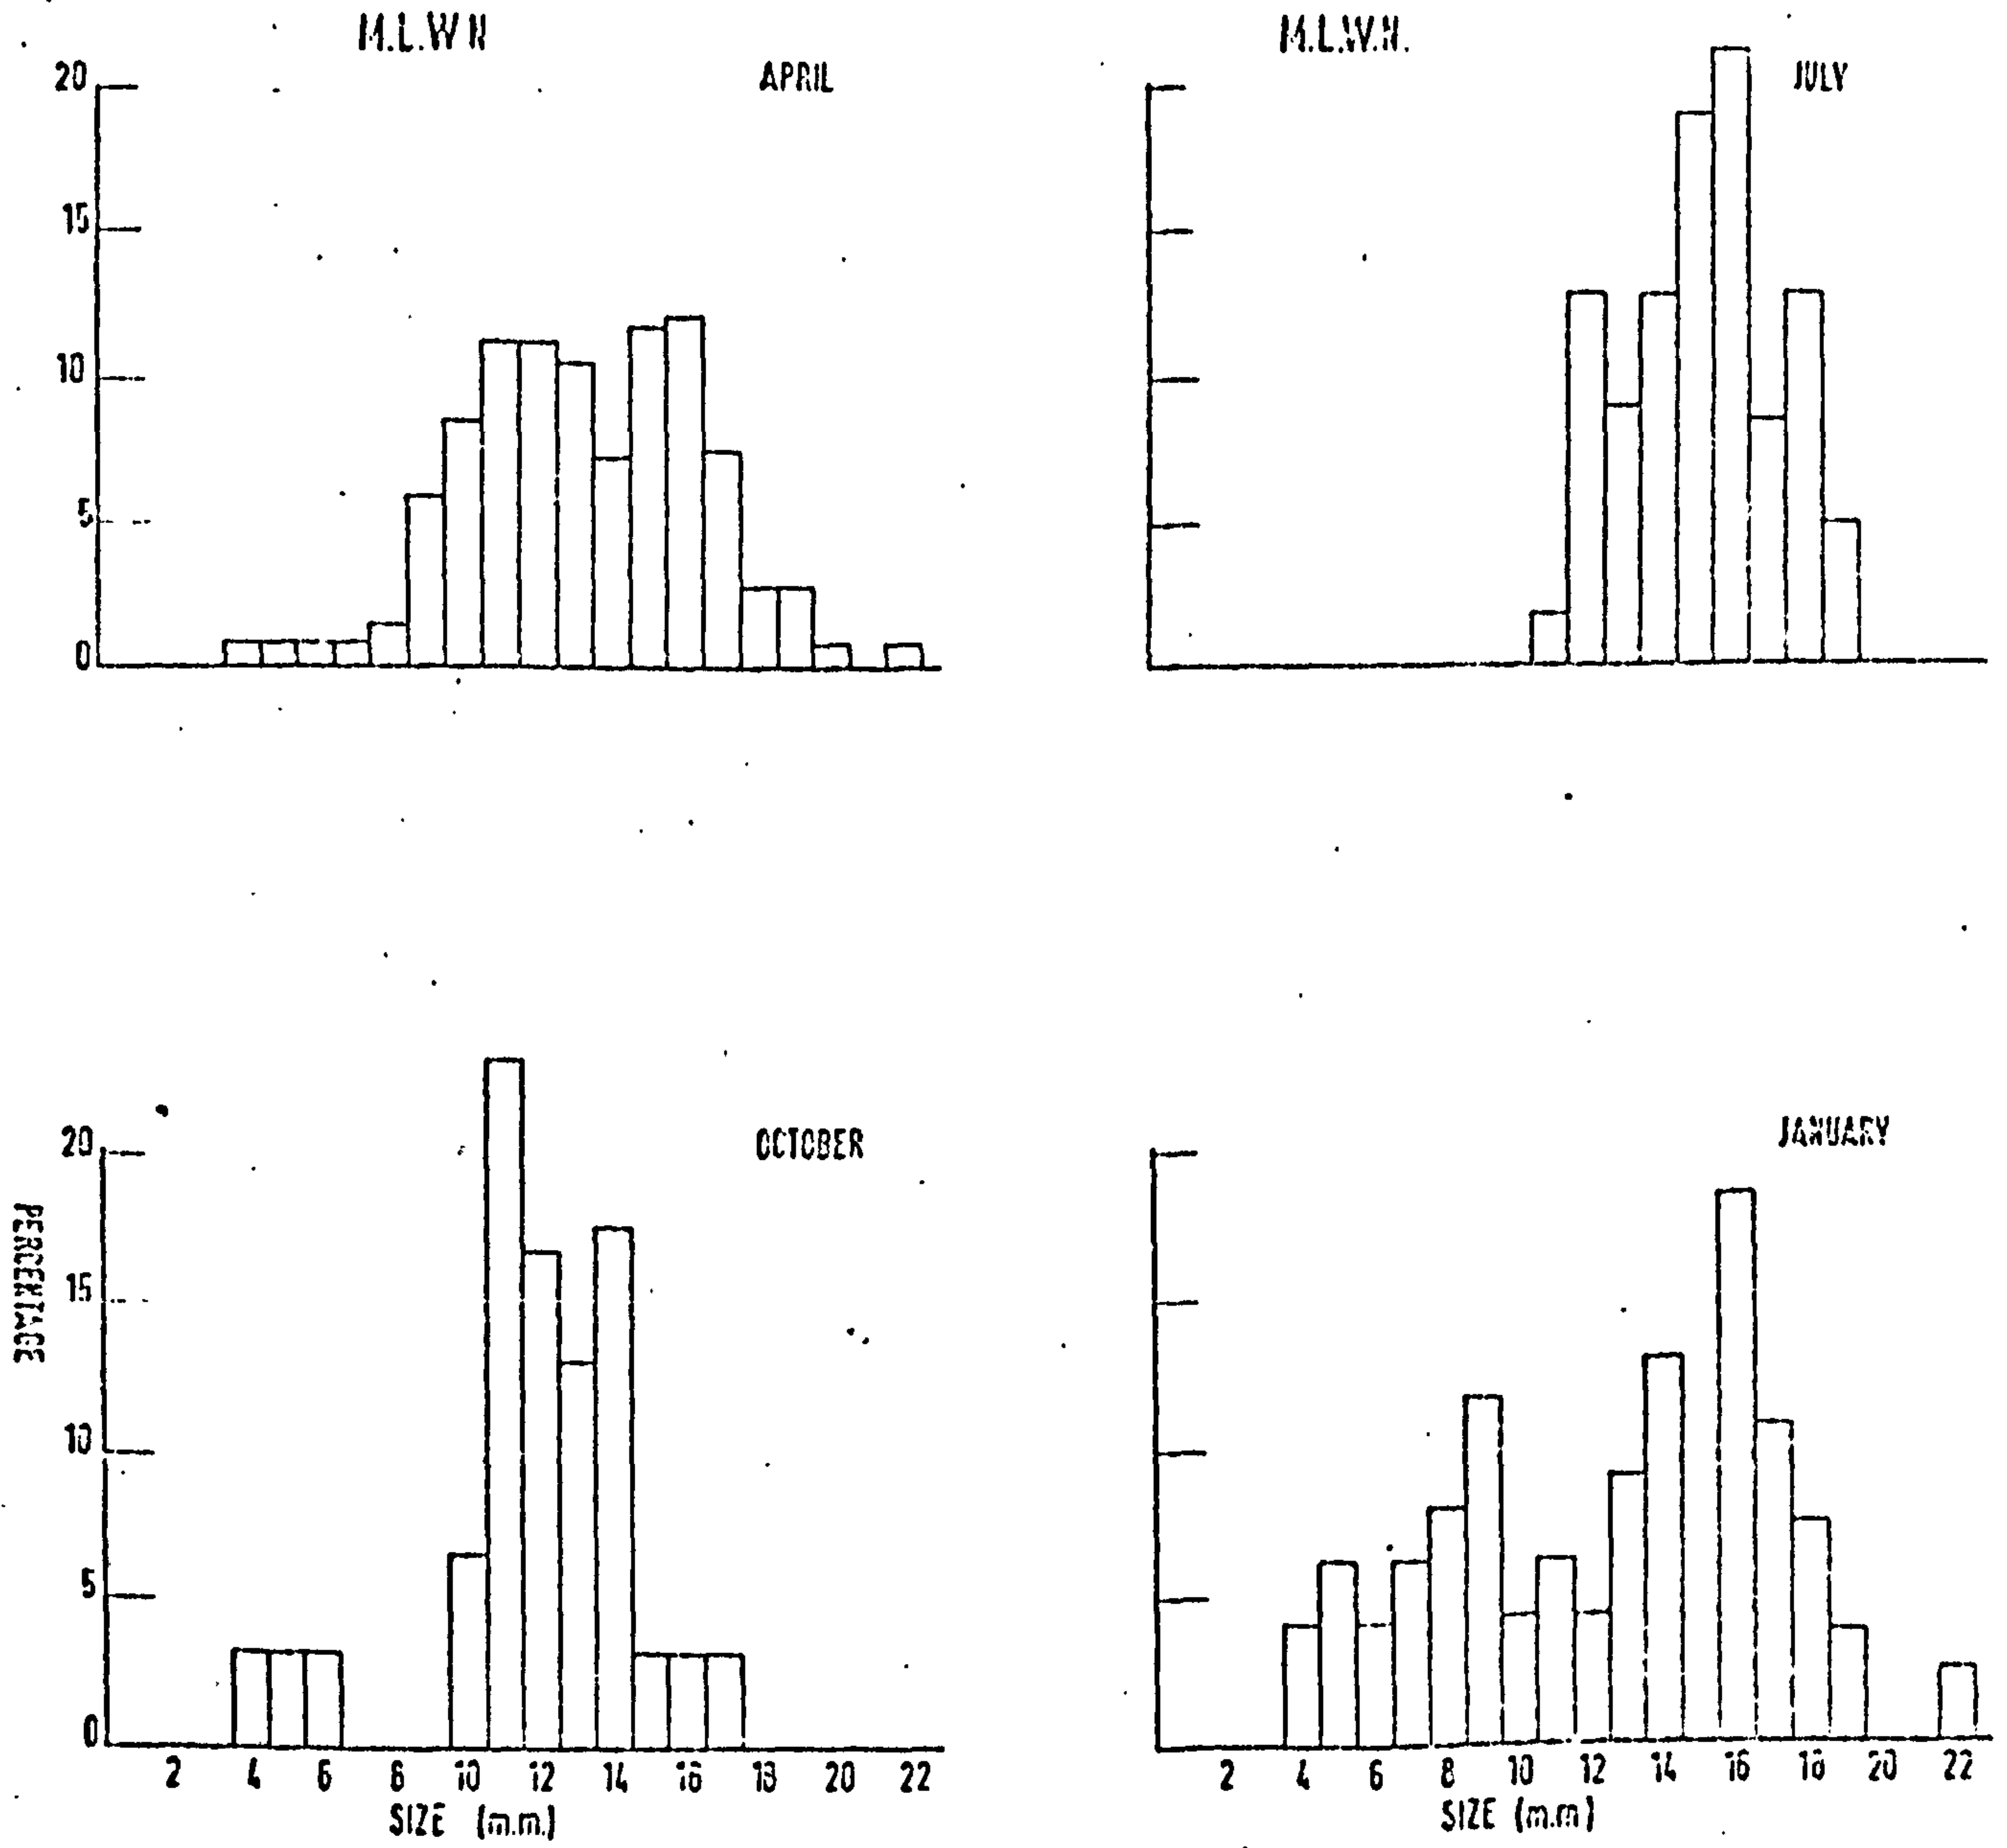 M.L.W.N
APRIL
20
15
10
5
0
M.L.W.N.
JULY
OCTOBER
PERCENTAGE
20
15
10
5
0
2 4 6 8 10 12 14 16 18 20 22
SIZE (m.m.)
JANUARY
2 4 6 8 10 12 14 16 18 20 22
SIZE (m.m)